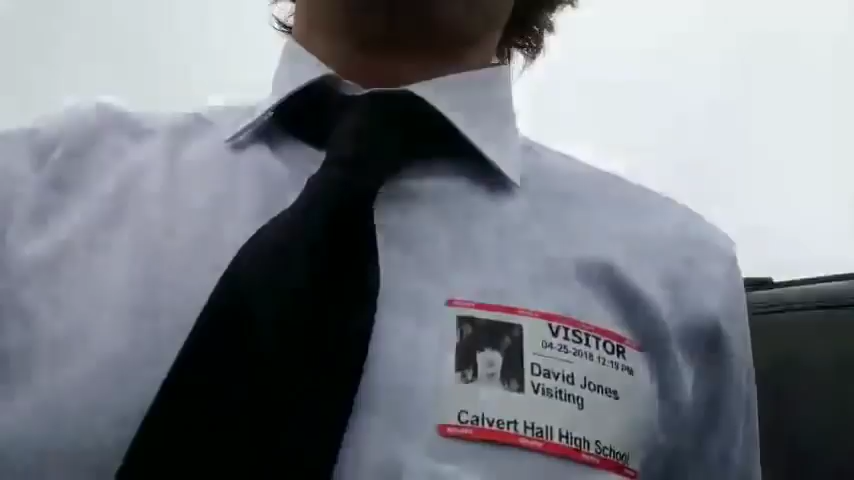 VISITOR
04-25-2018 12:19 PM
David Jones
Visiting
Calvert Hall High School